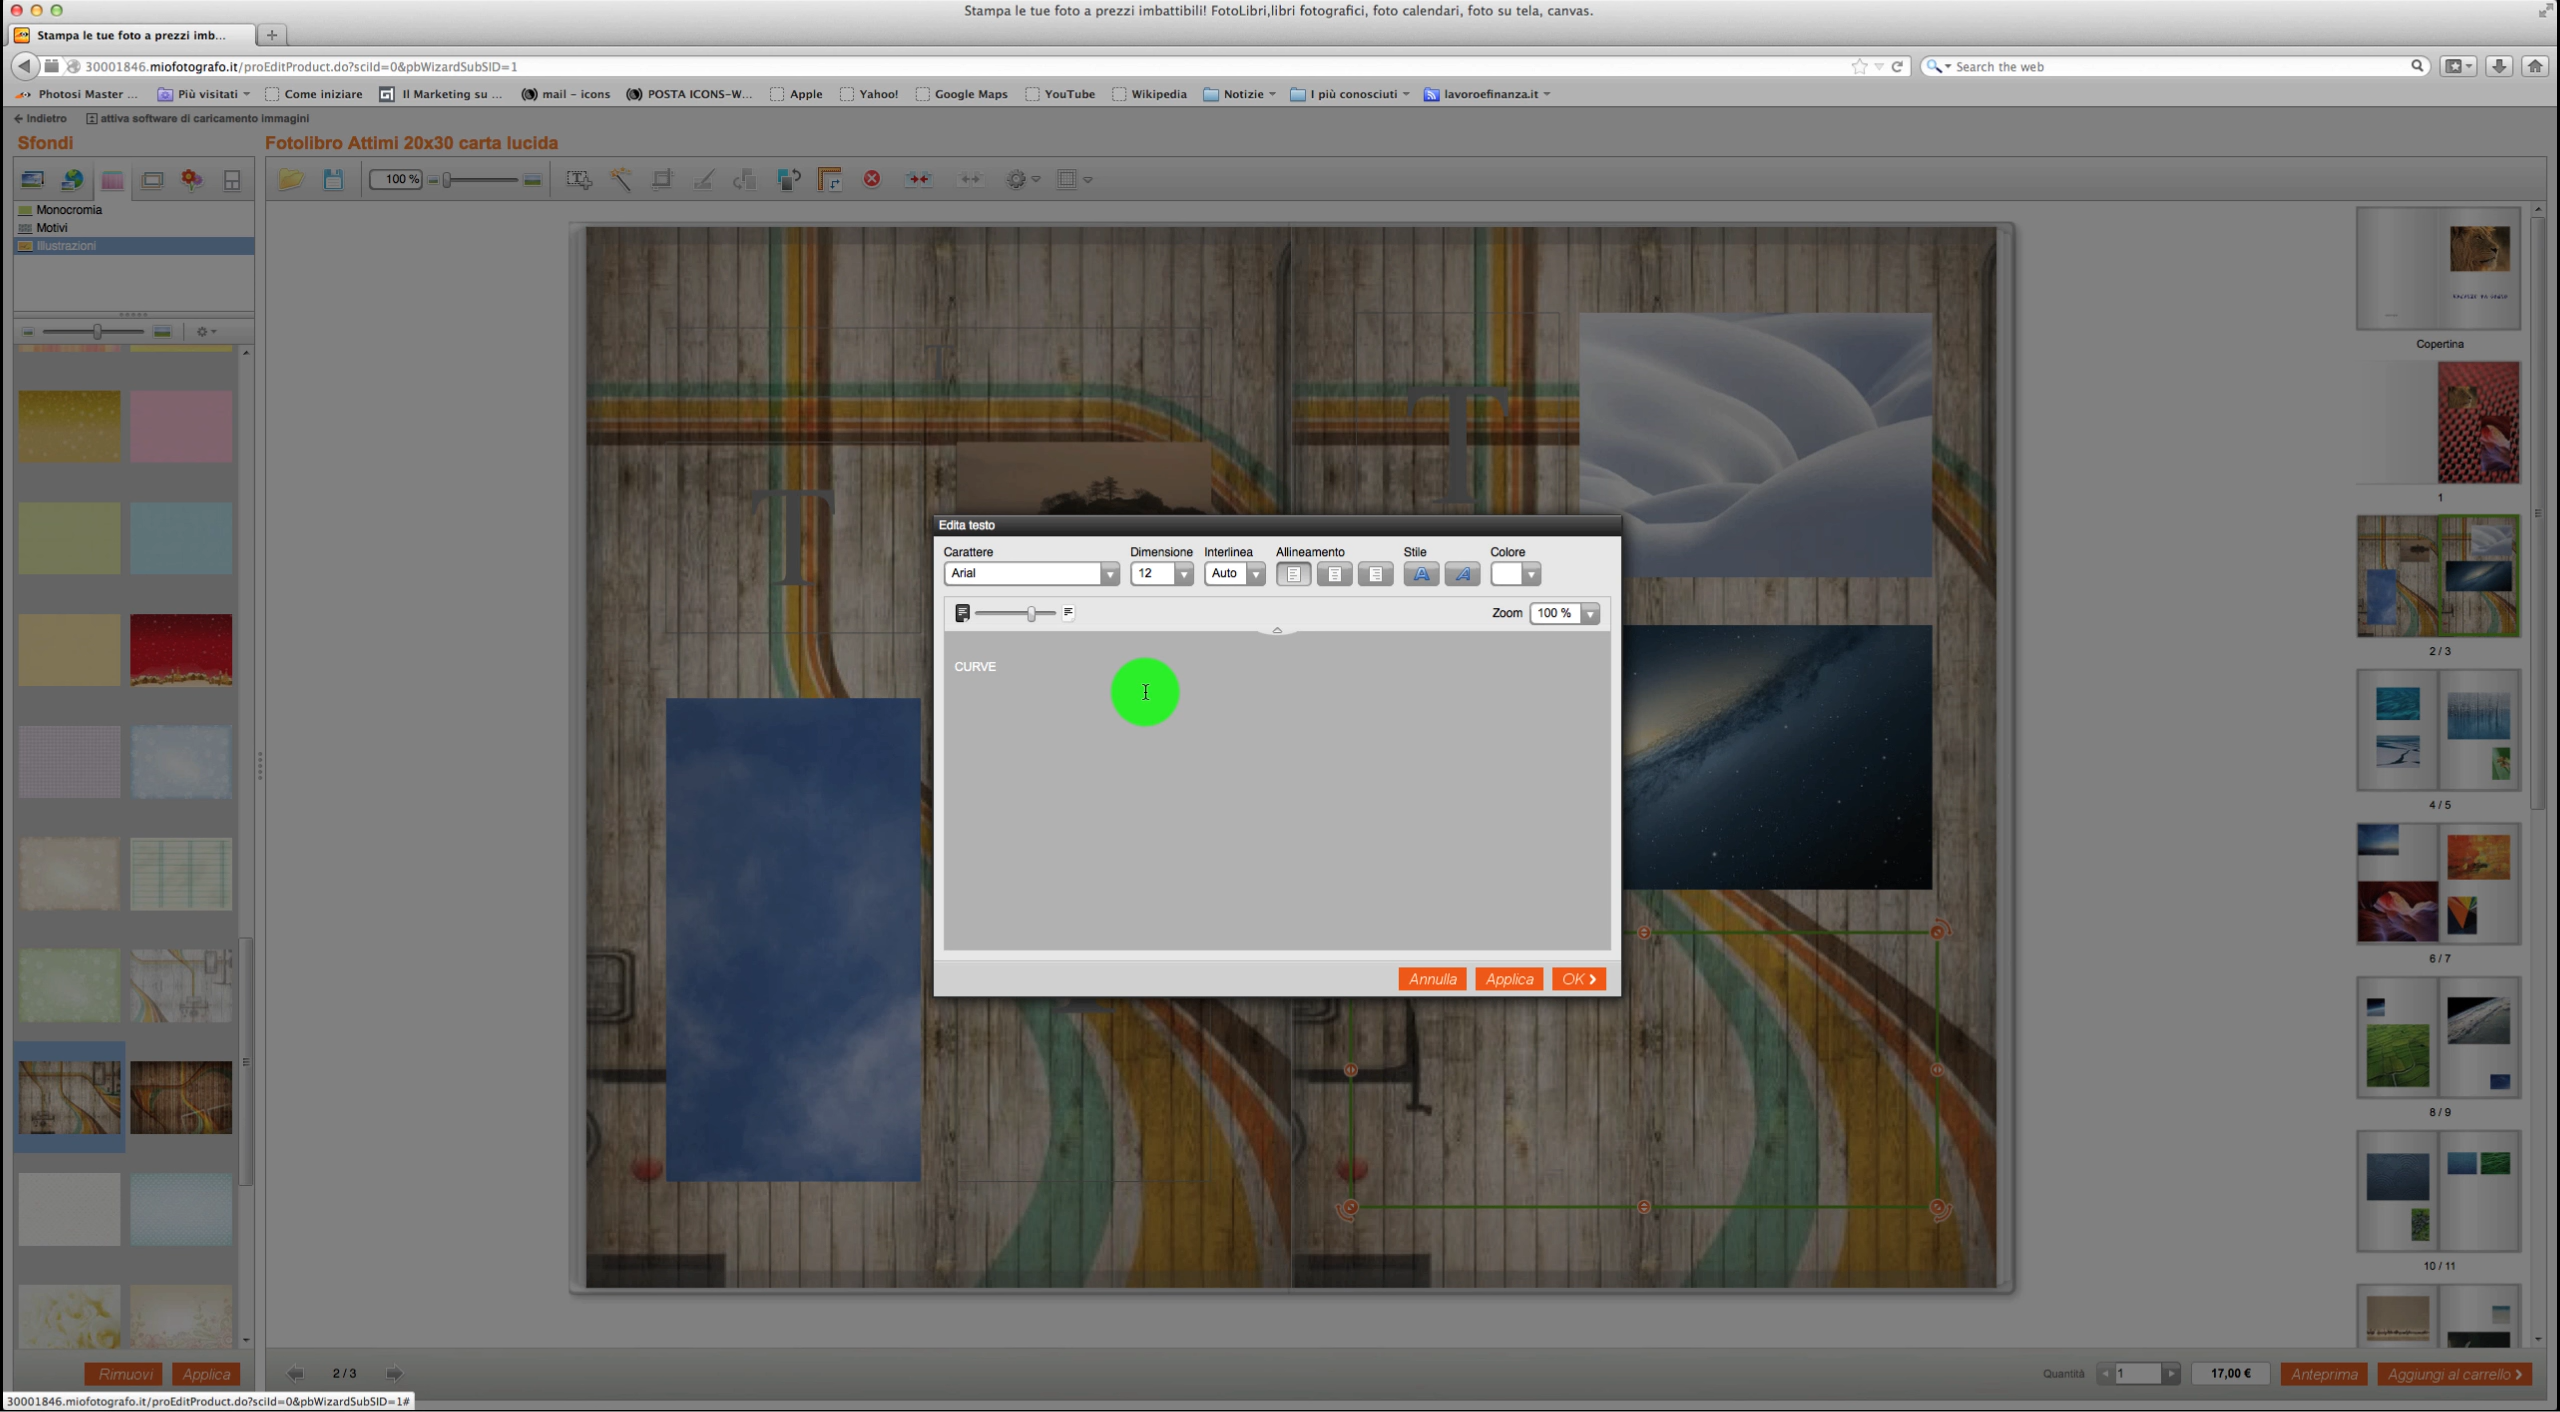 Stampa le tue foto a prezzi imbattibili! FotoLibri,libri fotografici, foto calendari, foto su tela, canvas.
Stampa le tue foto a prezzi imb...
30001846.miofotografo.it/proEditProduct.do?sciId=0&pbWizardSubSID=1
Search the web
Photosi Master ...
Più visitati
Come iniziare
Il Marketing su ...
mail - icons
POSTA ICONS-W...
Apple
Yahoo!
Google Maps
YouTube
Wikipedia
Notizie
I più conosciuti
lavoroefinanza.it
Indietro
attiva software di caricamento immagini
Sfondi
Fotolibro Attimi 20x30 carta lucida
100 %
Monocromia
Motivi
Illustrazioni
T
T
T
Edita testo
Carattere
Dimensione
Interlinea
Allineamento
Stile
Colore
Arial
12
Auto
Zoom
100 %
CURVE
Annulla
Applica
OK
Copertina
1
2 / 3
4 / 5
6 / 7
8 / 9
10 / 11
Rimuovi
Applica
2 / 3
Quantità
1
17,00 €
Anteprima
Aggiungi al carrello
30001846.miofotografo.it/proEditProduct.do?sciId=0&pbWizardSubSID=1#